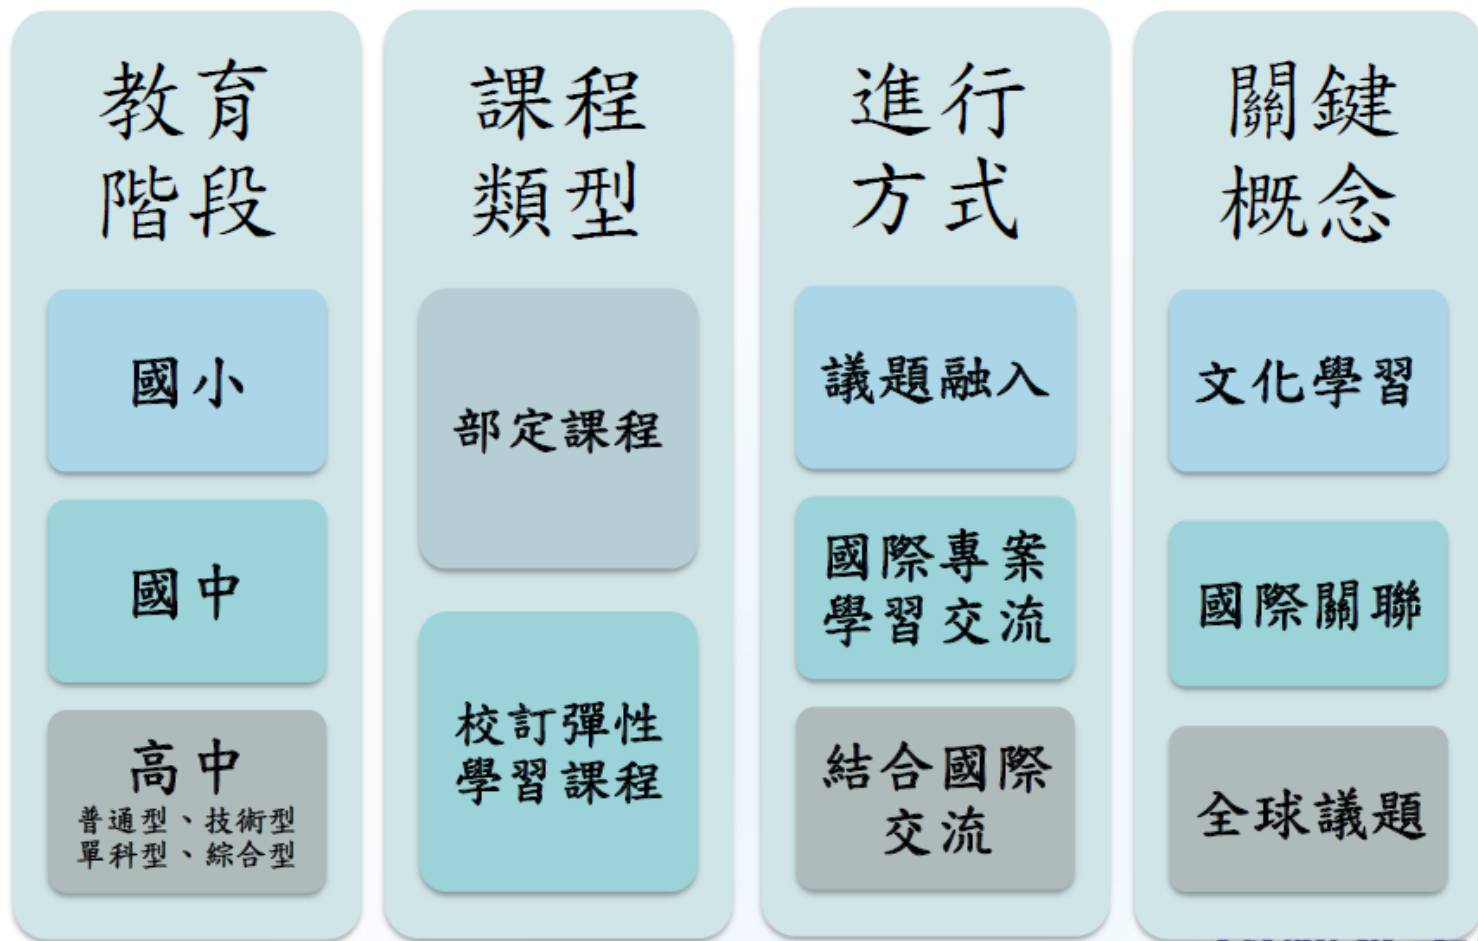 教育
階段
國小
國中
高中
普通型、技術型
單科型、綜合型
課程
類型
部定課程
校訂彈性
學習課程
進行
方式
議題融入
國際專案
學習交流
結合國際
交流
關鍵
概念
文化學習
國際關聯
全球議題